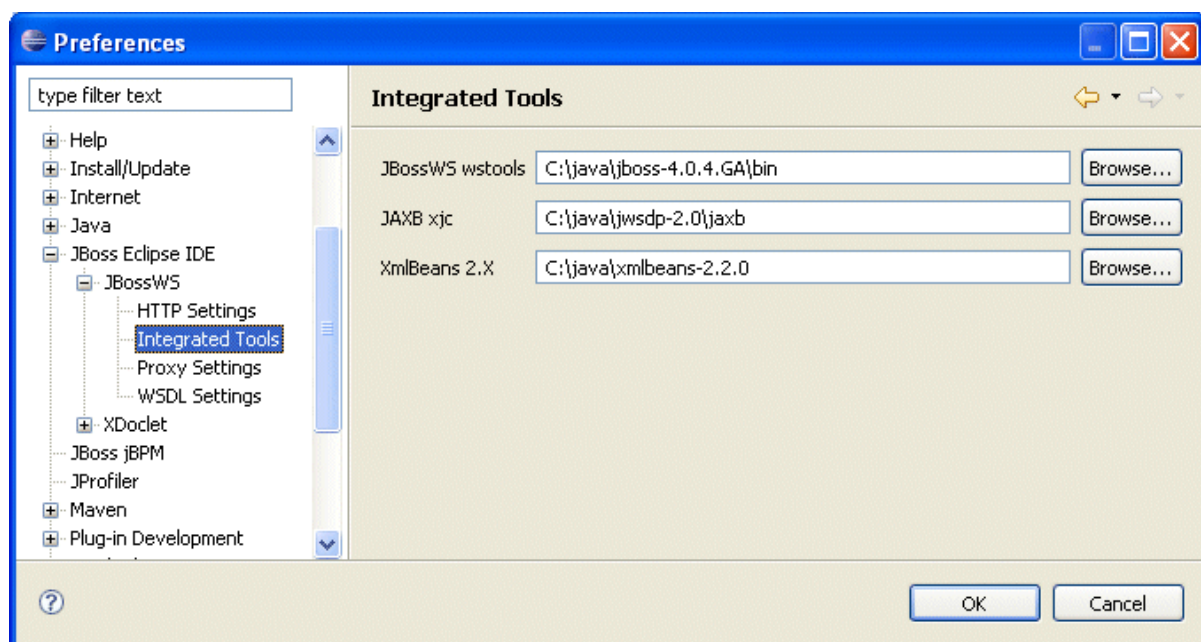 Preferences
type filter text
Help
Install/Update
Internet
Java
JBoss Eclipse IDE
JBossWS
HTTP Settings
Integrated Tools
Proxy Settings
WSDL Settings
XDoclet
JBoss jBPM
JProfiler
Maven
Plug-in Development
Integrated Tools
JBossWS wstools C:\java\jboss-4.0.4.GA\bin Browse...
JAXB xjc C:\java\jwsdp-2.0\jaxb Browse...
XmlBeans 2.X C:\java\xmlbeans-2.2.0 Browse...
OK Cancel